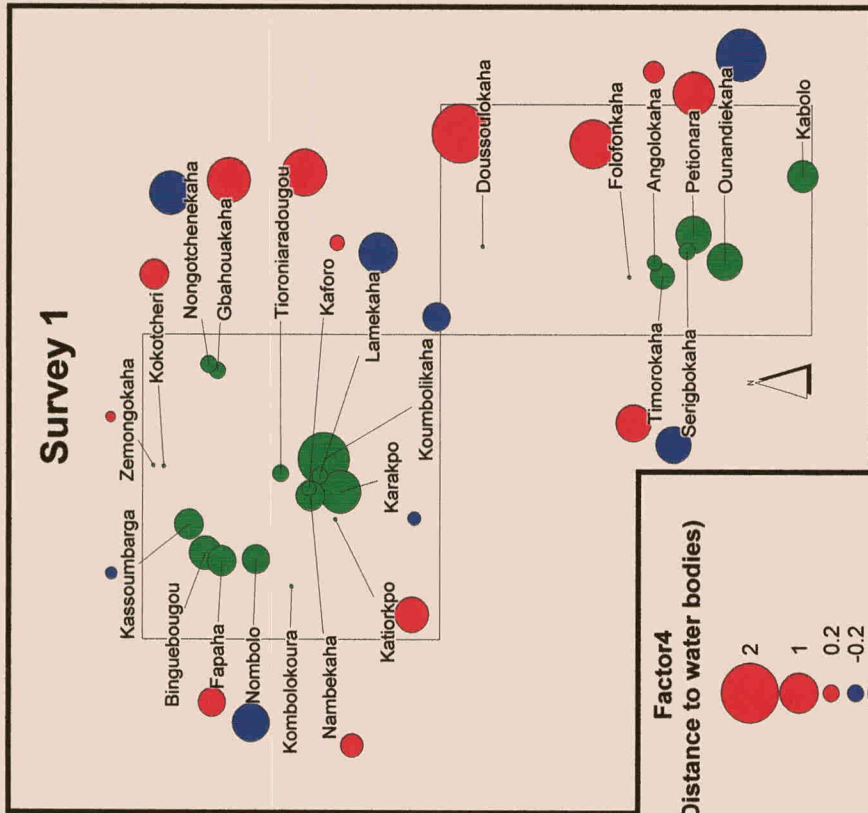 Survey 1
Zemongokaha
Kokotcheri
Nongotchenekaha
Gbahouakaha
Kassoumbarga
Binguebougou
Fapaha
Nombolo
Kombolokoura
Nambekaha
Katiorkpo
Tioroniaradougou
Kaforo
Lamekaha
Koumbolikaha
Karakpo
Doussoulokaha
Folofonkaha
Angolokaha
Petionara
Ounandiekaha
Kabolo
Timorokaha
Serigbokaha
N
Factor4
Distance to water bodies)
2
1
0.2
-0.2